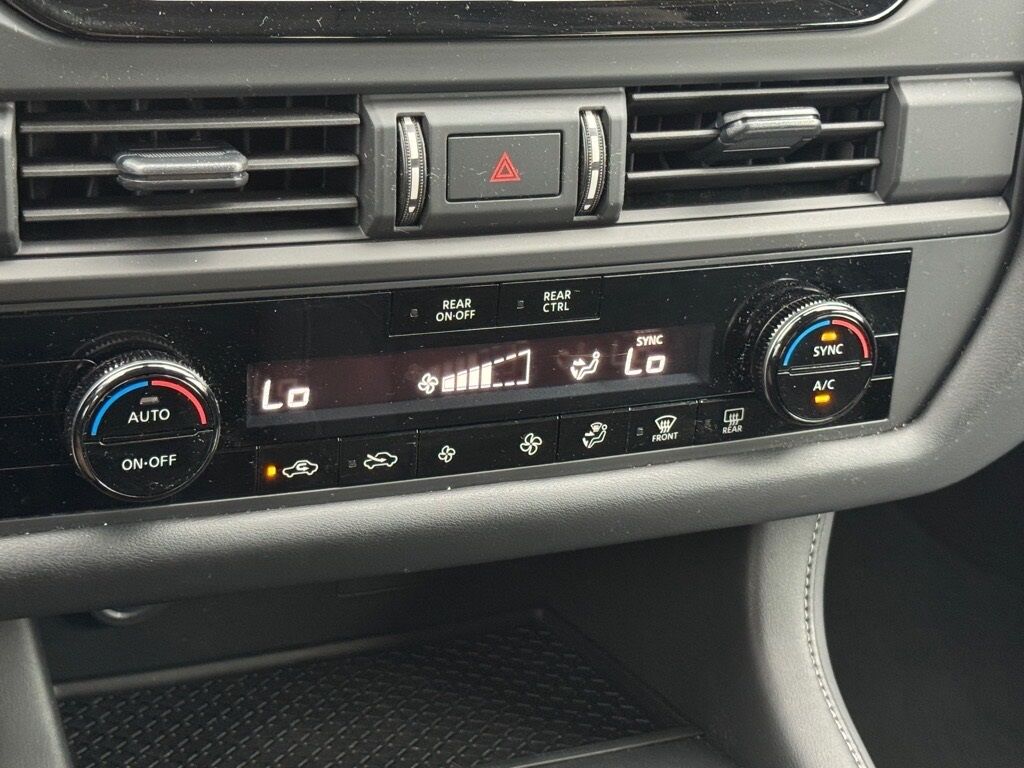 REAR
ON·OFF
REAR
CTRL
Lo
SYNC
Lo
AUTO
ON·OFF
SYNC
A/C
FRONT
REAR